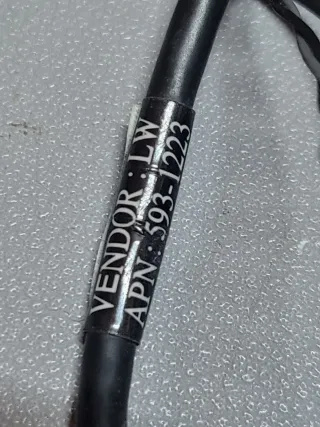 VENDOR : LW
APN : 593-1223